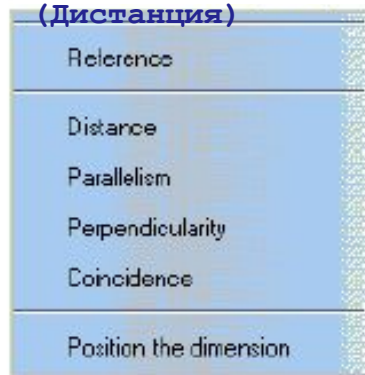 (Дистанция)
Reference
Distance
Parallelism
Perpendicularity
Coincidence
Position the dimension